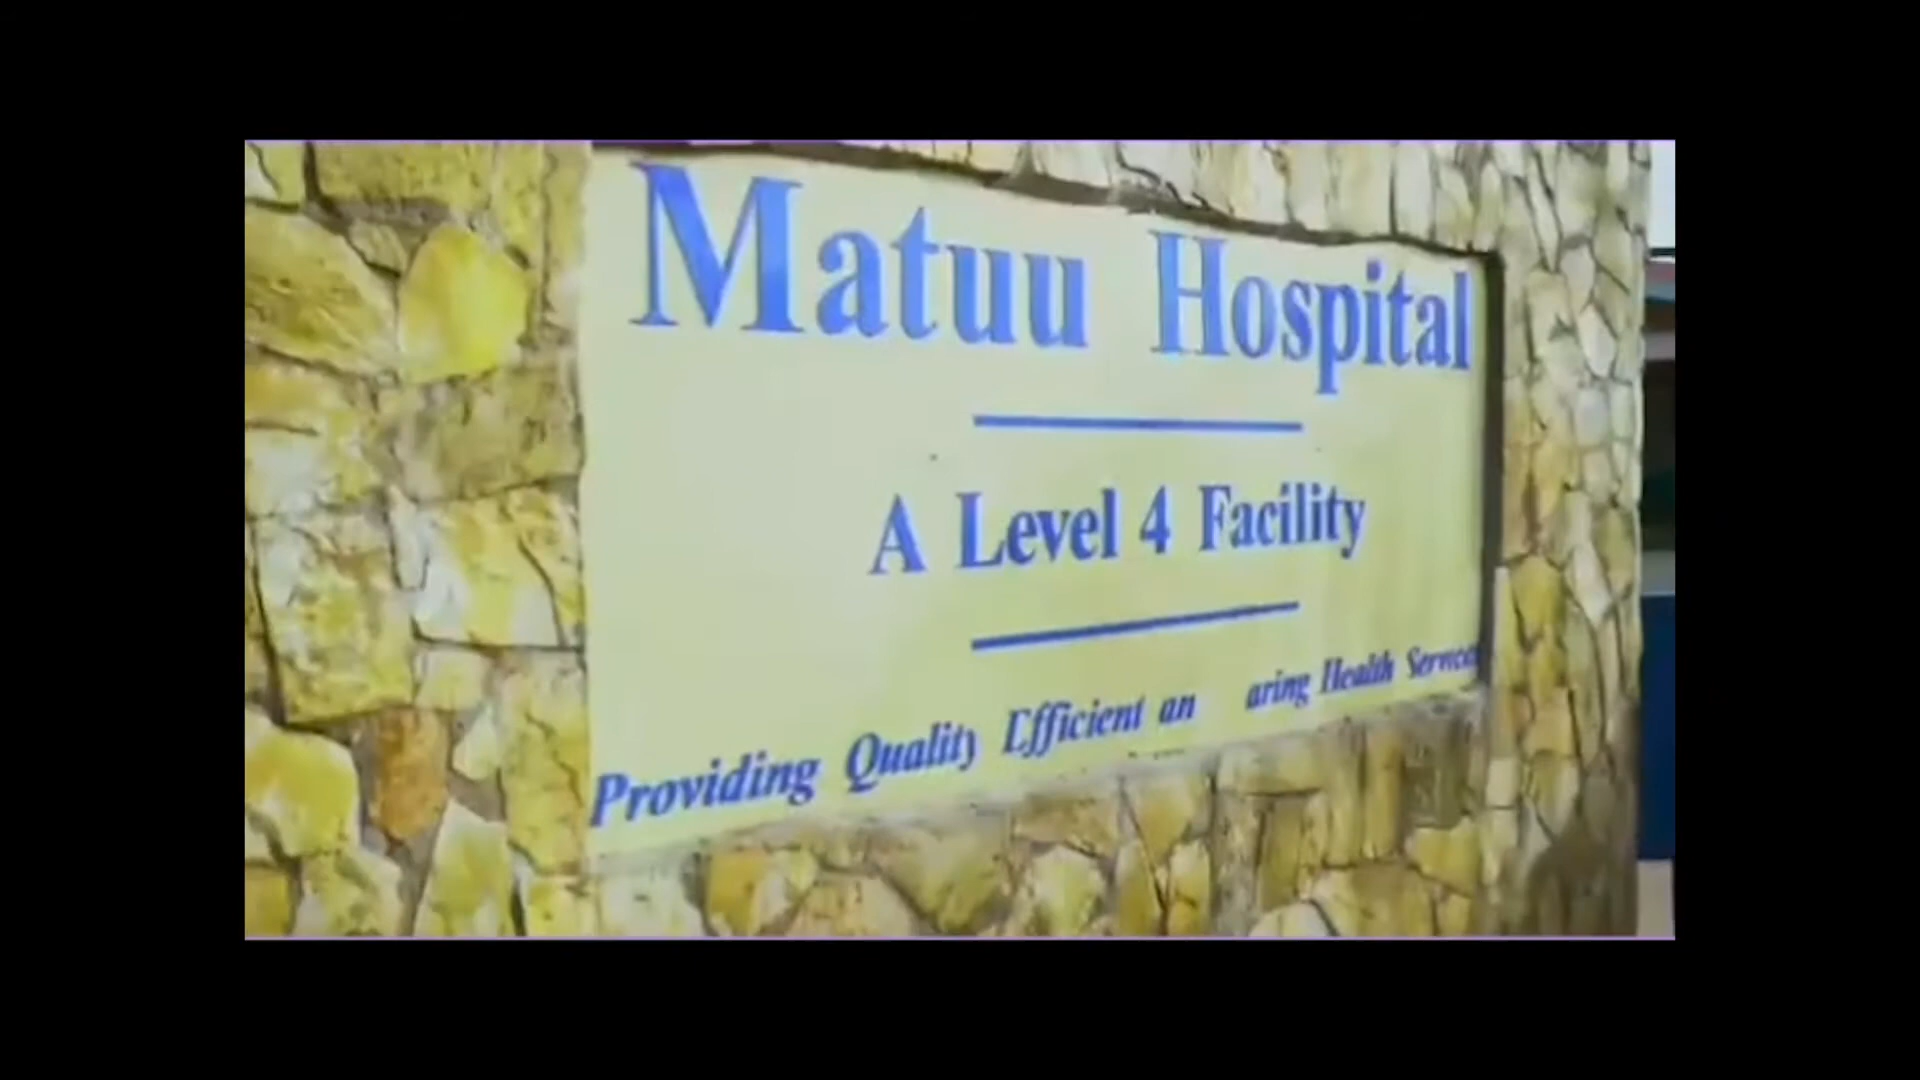 Matuu Hospital
A Level 4 Facility
Providing Quality Efficient an aring Health Service